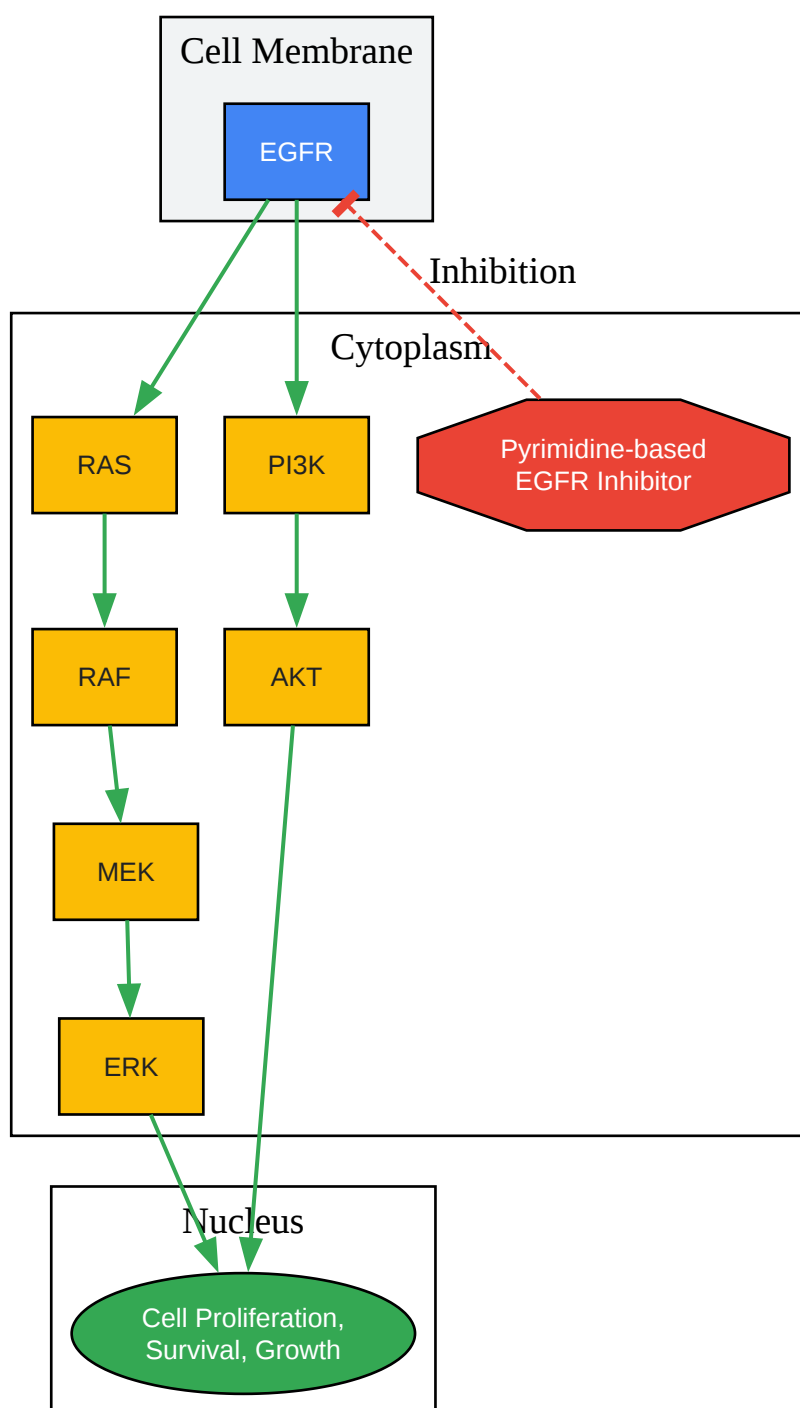 Cell Membrane
EGFR
Inhibition
Cytoplasm
RAS
PI3K
Pyrimidine-based
EGFR Inhibitor
RAF
AKT
MEK
ERK
Nucleus
Cell Proliferation,
Survival, Growth